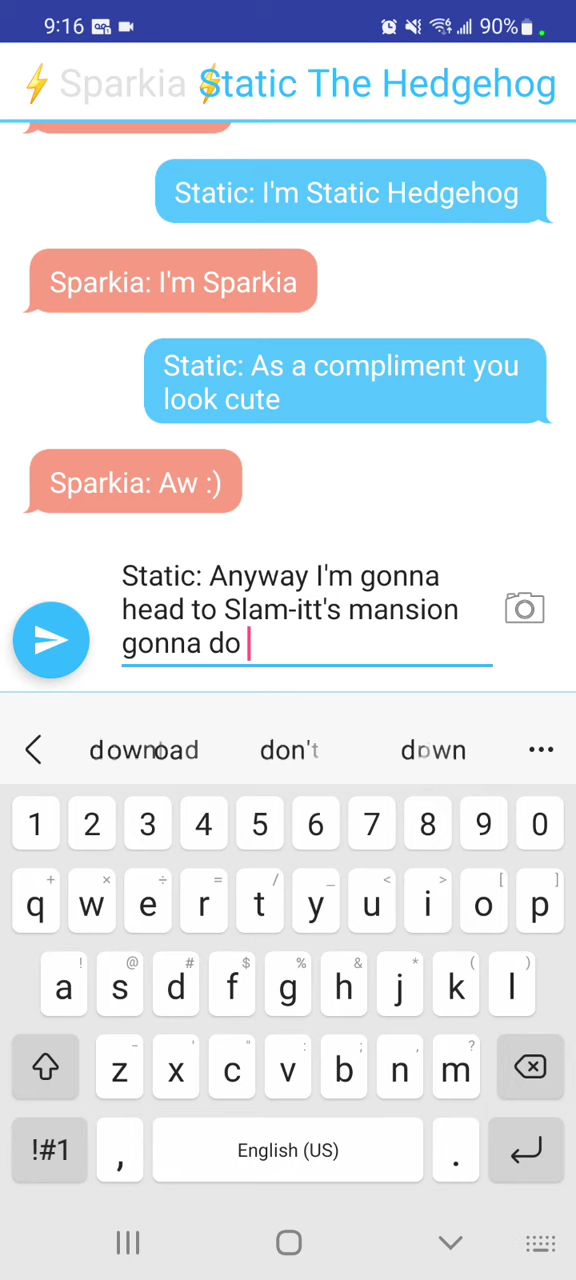 9:16 90%
⚡ Sparkia ⚡Static The Hedgehog
Static: I'm Static Hedgehog
Sparkia: I'm Sparkia
Static: As a compliment you
look cute
Sparkia: Aw :)
Static: Anyway I'm gonna
head to Slam-itt's mansion
gonna do
don't
1 2 3 4 5 6 7 8 9 0
+ × ÷ = / _ < > [ ]
q w e r t y u i o p
! @ # $ % ^ & * ( )
a s d f g h j k l
- ' " : ; , ?
z x c v b n m
!#1 , English (US) .